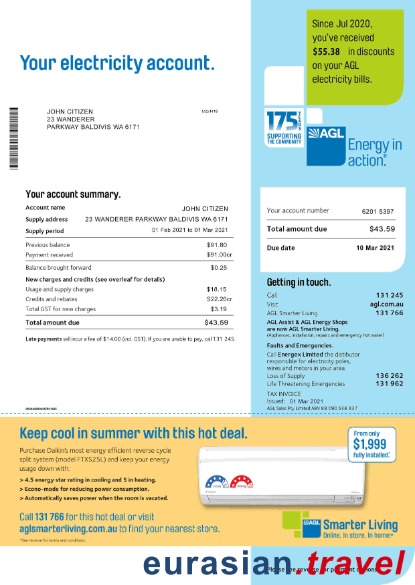 Since Jul 2020,
you've received
$55.38 in discounts
on your AGL
electricity bills.
Your electricity account.
JOHN CITIZEN
23 WANDERER
PARKWAY BALDIVIS WA 6171
175 YEARS
SUPPORTING
THE COMMUNITY
AGL
Energy in
action.®
Your account summary.
Account name JOHN CITIZEN
Supply address 23 WANDERER PARKWAY BALDIVIS WA 6171
Supply period 01 Feb 2021 to 01 Mar 2021
Previous balance $91.80
Payment received $91.00cr
Balance brought forward $0.25
New charges and credits (see overleaf for details)
Usage and supply charges $18.15
Credits and rebates $22.20cr
Total GST for new charges $3.19
Total amount due $43.59
Late payments will incur a fee of $14.00 (inc. GST). If you are unable to pay, call 131 245
Your account number 6201 5397
Total amount due $43.59
Due date 10 Mar 2021
Getting in touch.
Call 131 245
Visit agl.com.au
AGL Smarter Living 131 766
AGL Assist & AGL Energy Shops
are now AGL Smarter Living.
(Appliances, installation, repairs and emergency hot water)
Faults and Emergencies.
Call Energex Limited the distributor
responsible for electricity poles,
wires and meters in your area.
Loss of Supply 136 262
Life Threatening Emergencies 131 962
TAX INVOICE
Issued: 01 Mar 2021
AGL Sales Pty Limited ABN 88 090 538 337
Keep cool in summer with this hot deal.
Purchase Daikin's most energy efficient reverse cycle
split system (model FTXS25L) and keep your energy
usage down with:
> 4.5 energy star rating in cooling and 5 in heating.
> Econo-mode for reducing power consumption.
> Automatically saves power when the room is vacated.
Call 131 766 for this hot deal or visit
aglsmarterliving.com.au to find your nearest store.
*See reverse for terms and conditions.
From only
$1,999
fully installed.*
AGL
Smarter Living
Online. In store. In home.
Please see reverse for payment options
eurasian.travel